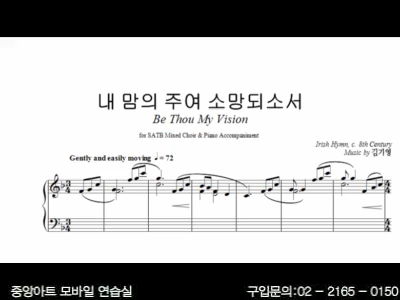 내 맘의 주여 소망되소서
Be Thou My Vision
for SATB Mixed Choir & Piano Accompaniment
Irish Hymn, c. 8th Century
Music by 김기영
Gently and easily moving ♩= 72
중앙아트 모바일 연습실
구입문의:02 - 2165 - 0150